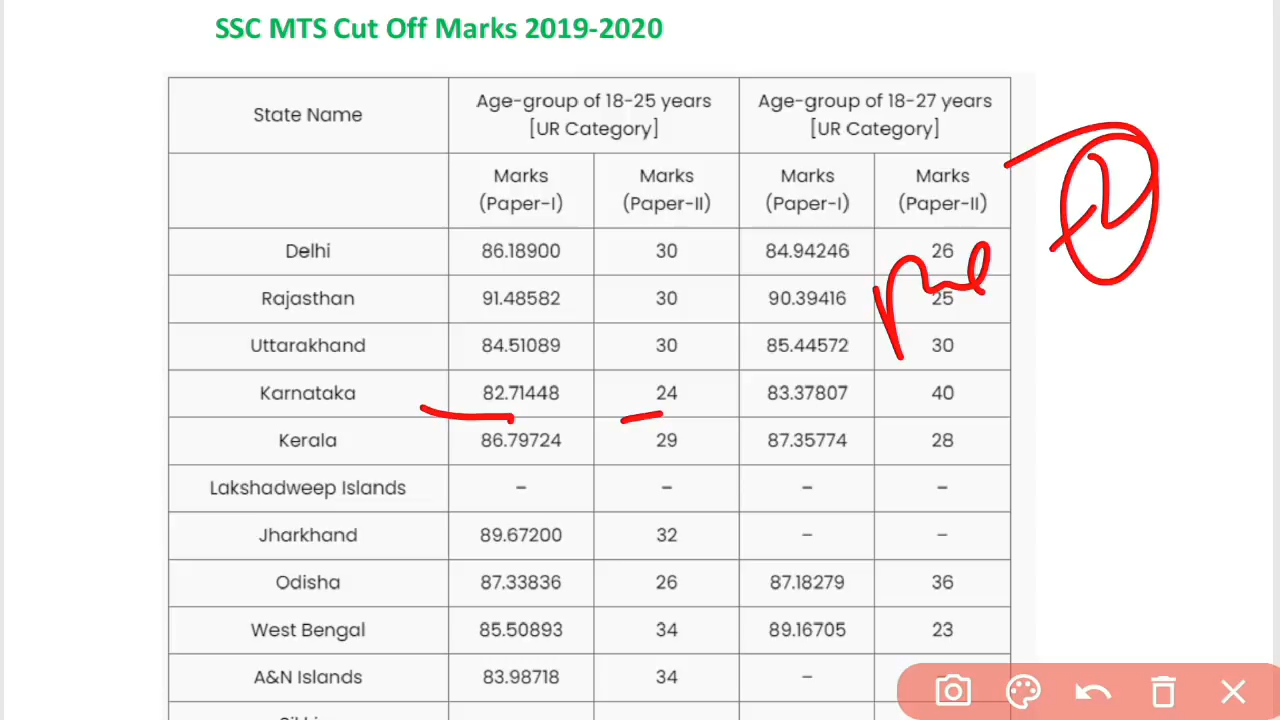 SSC MTS Cut Off Marks 2019-2020
State Name Age-group of 18-25 years [UR Category] Age-group of 18-27 years [UR Category]
Marks (Paper-I) Marks (Paper-II) Marks (Paper-I) Marks (Paper-II)
Delhi 86.18900 30 84.94246 26
Rajasthan 91.48582 30 90.39416 25
Uttarakhand 84.51089 30 85.44572 30
Karnataka 82.71448 24 83.37807 40
Kerala 86.79724 29 87.35774 28
Lakshadweep Islands – – – –
Jharkhand 89.67200 32 – –
Odisha 87.33836 26 87.18279 36
West Bengal 85.50893 34 89.16705 23
A&N Islands 83.98718 34 –